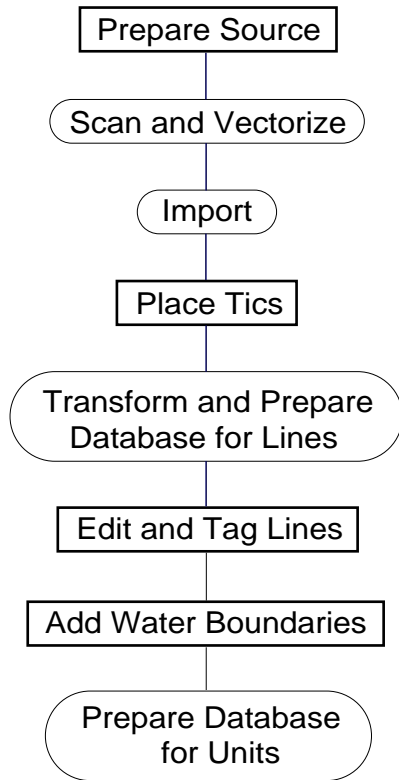 Prepare Source
Scan and Vectorize
Import
Place Tics
Transform and Prepare
Database for Lines
Edit and Tag Lines
Add Water Boundaries
Prepare Database
for Units